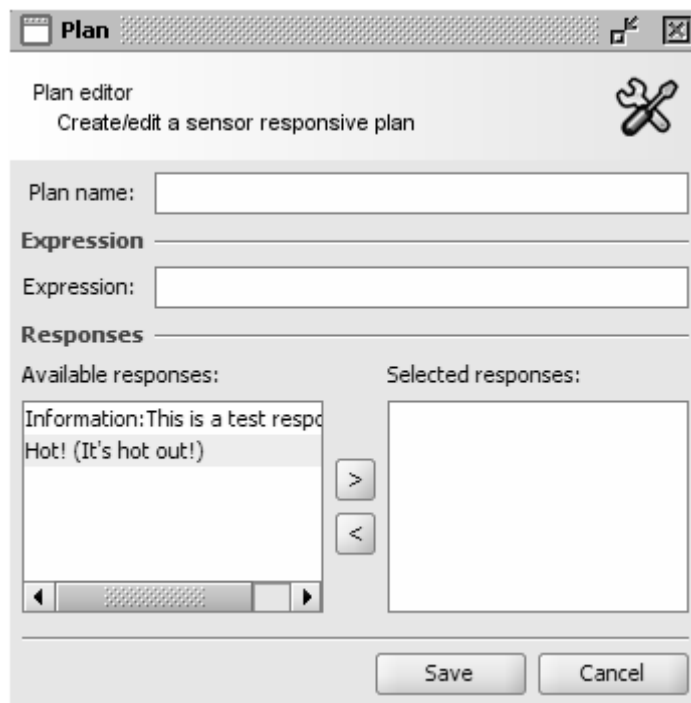 Plan
Plan editor
Create/edit a sensor responsive plan
Plan name:
Expression
Expression:
Responses
Available responses:
Selected responses:
Information:This is a test respo
Hot! (It's hot out!)
>
<
Save
Cancel